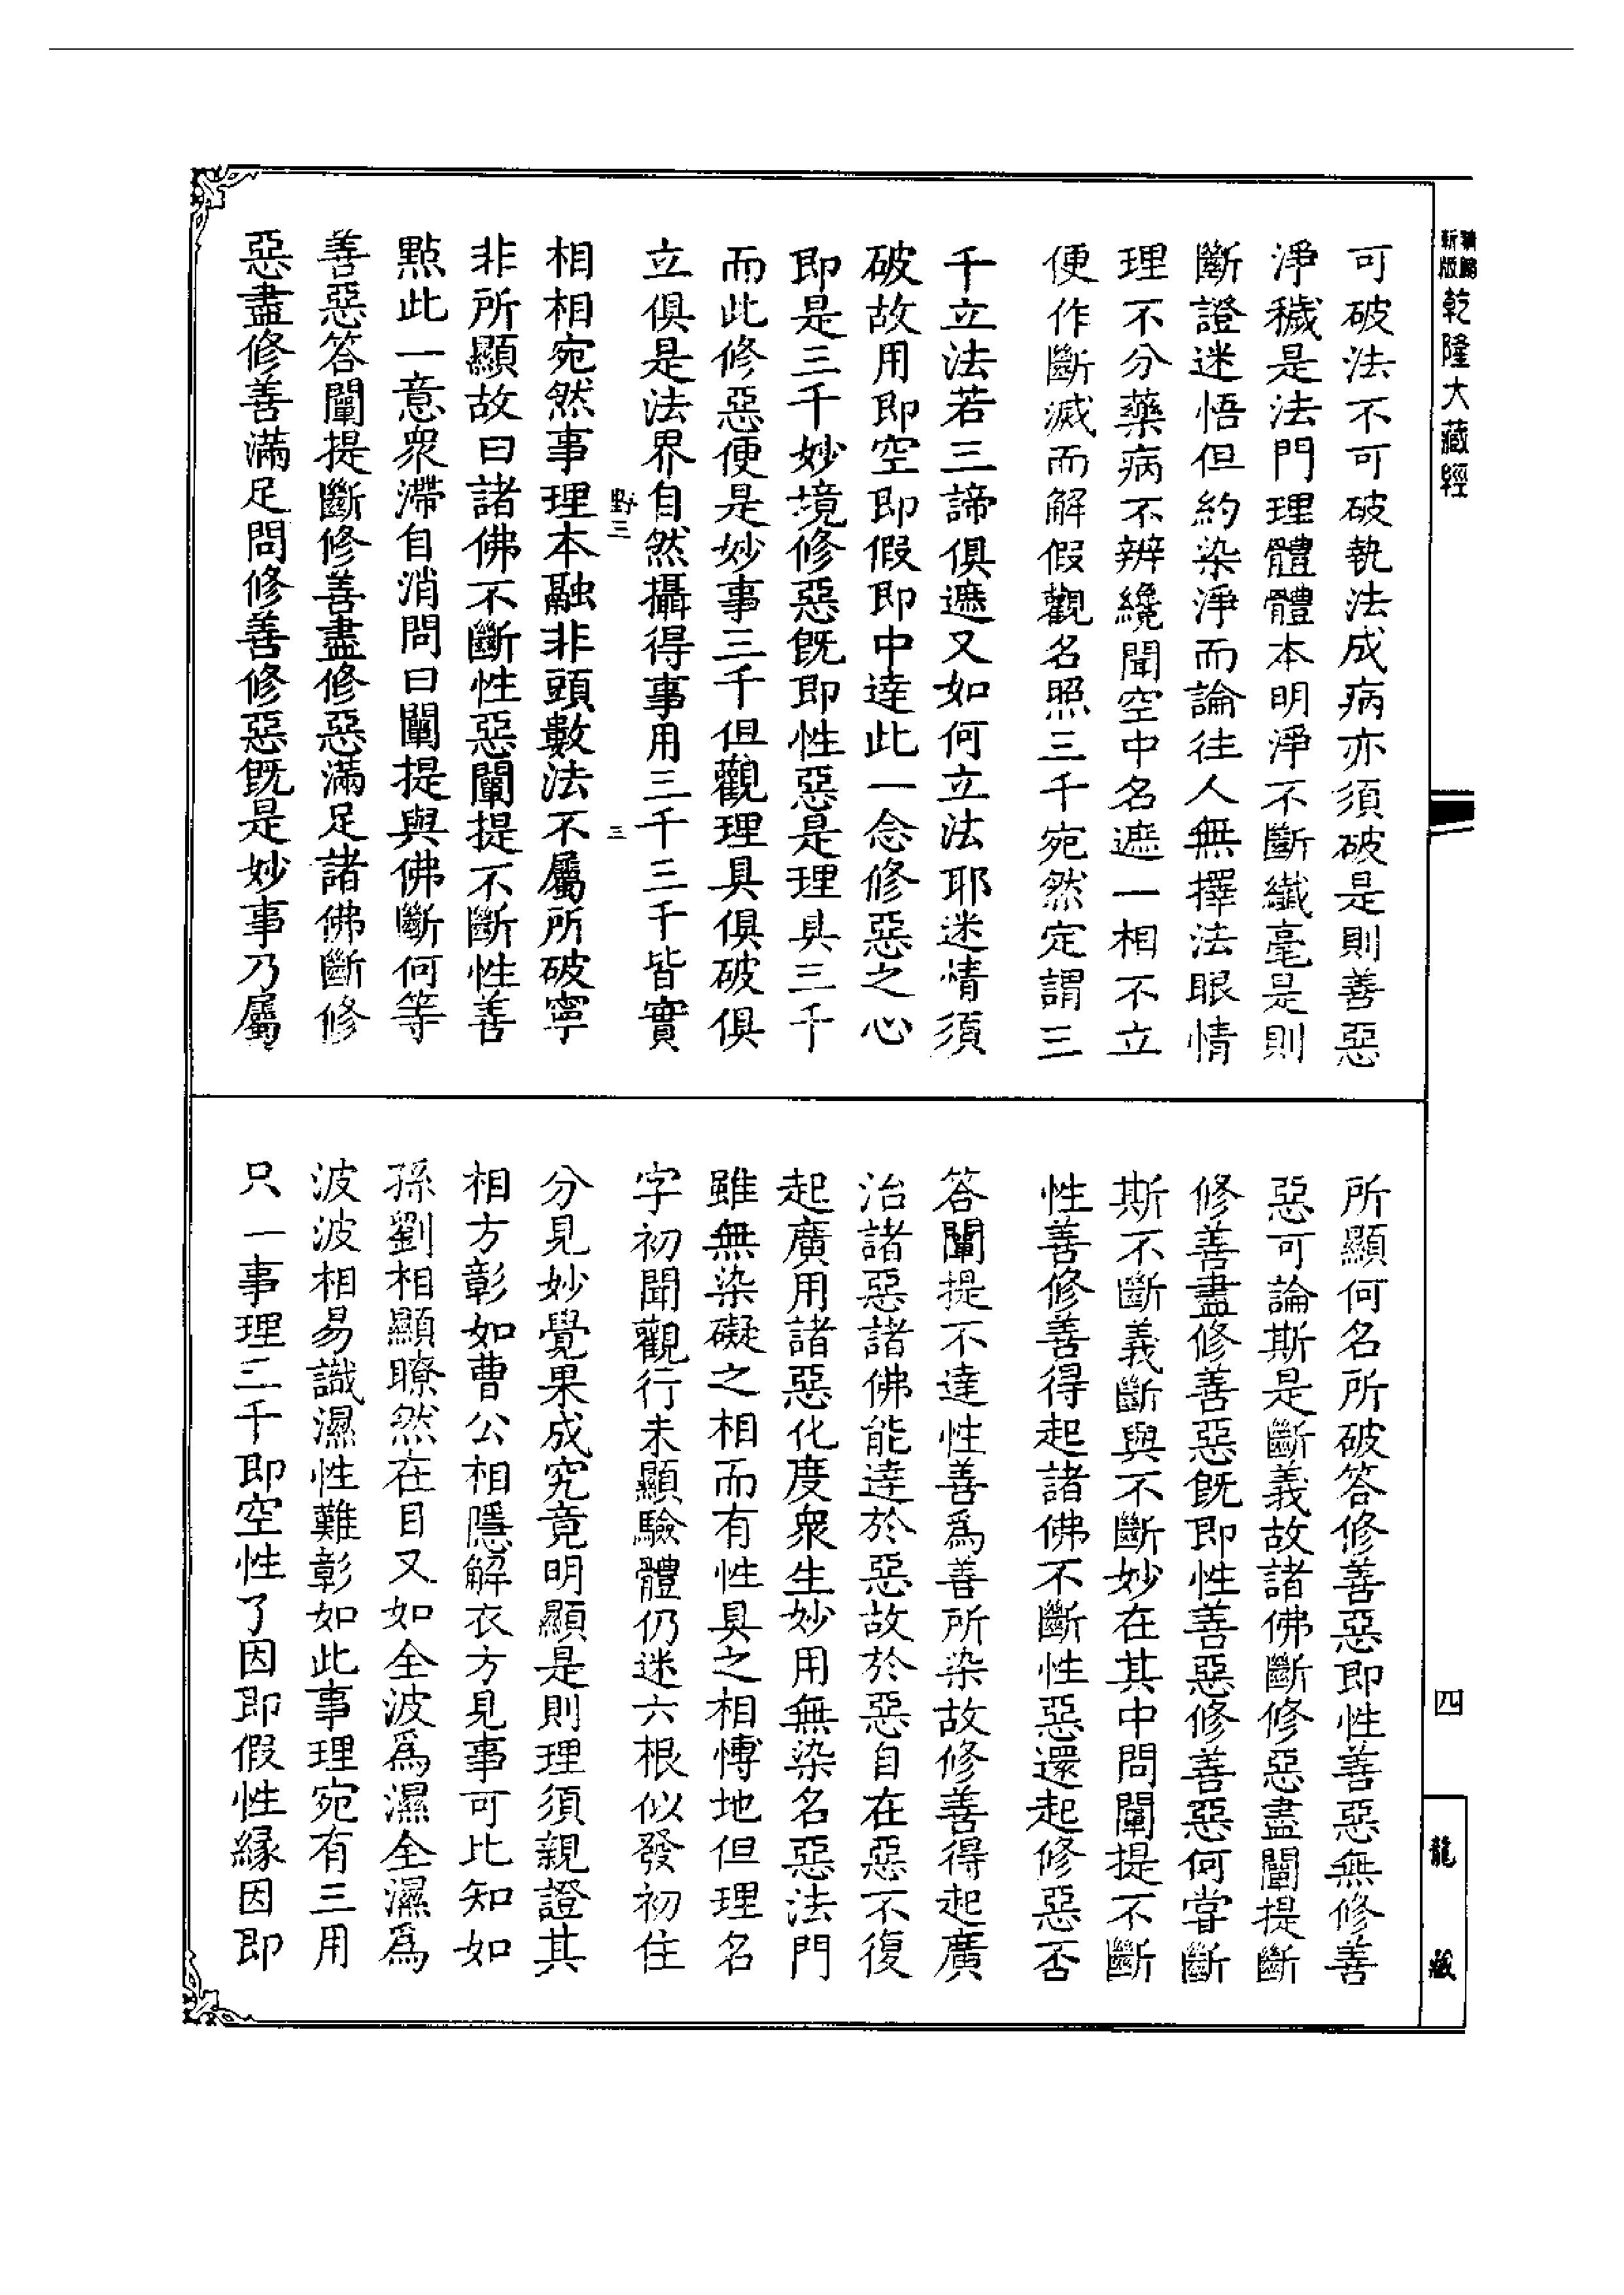 新版
乾隆大藏經
可破法不可破執法成病亦須破是則善惡
淨穢是法門理體體本明淨不斷纖毫是則
斷證迷悟但約染淨而論往人無擇法眼情
理不分藥病不辨纔聞空中名遮一相不立
便作斷滅而解假觀名照三千宛然定謂三
千立法若三諦俱遮又如何立法耶迷情須
破故用即空即假即中達此一念修惡之心
即是三千妙境修惡既即性惡是理具三千
而此修惡便是妙事三千但觀理具俱破俱
立俱是法界自然攝得事用三千三千皆實
野三
三
相相宛然事理本融非頭數法不屬所破寧
非所顯故曰諸佛不斷性惡闡提不斷性善
點此一意衆滯自消問曰闡提與佛斷何等
善惡答闡提斷修善盡修惡滿足諸佛斷修
惡盡修善滿足問修善修惡既是妙事乃屬
四
所顯何名所破答修善惡即性善惡無修善
惡可論斯是斷義故諸佛斷修惡盡闡提斷
修善盡修善惡既即性善惡修善惡何甞斷
斯不斷義斷與不斷妙在其中問闡提不斷
性善修善得起諸佛不斷性惡還起修惡否
答闡提不達性善爲善所染故修善得起廣
治諸惡諸佛能達於惡故於惡自在惡不復
起廣用諸惡化度衆生妙用無染名惡法門
雖無染礙之相而有性具之相愽地但理名
字初聞觀行未顯驗體仍迷六根似發初住
分見妙覺果成究竟明顯是則理須親證其
相方彰如曹公相隱解衣方見事可比知如
孫劉相顯瞭然在目又如全波爲濕全濕爲
波波相易識濕性難彰如此事理宛有三用
只一事理三千即空性了因即假性緣因即
龍
藏